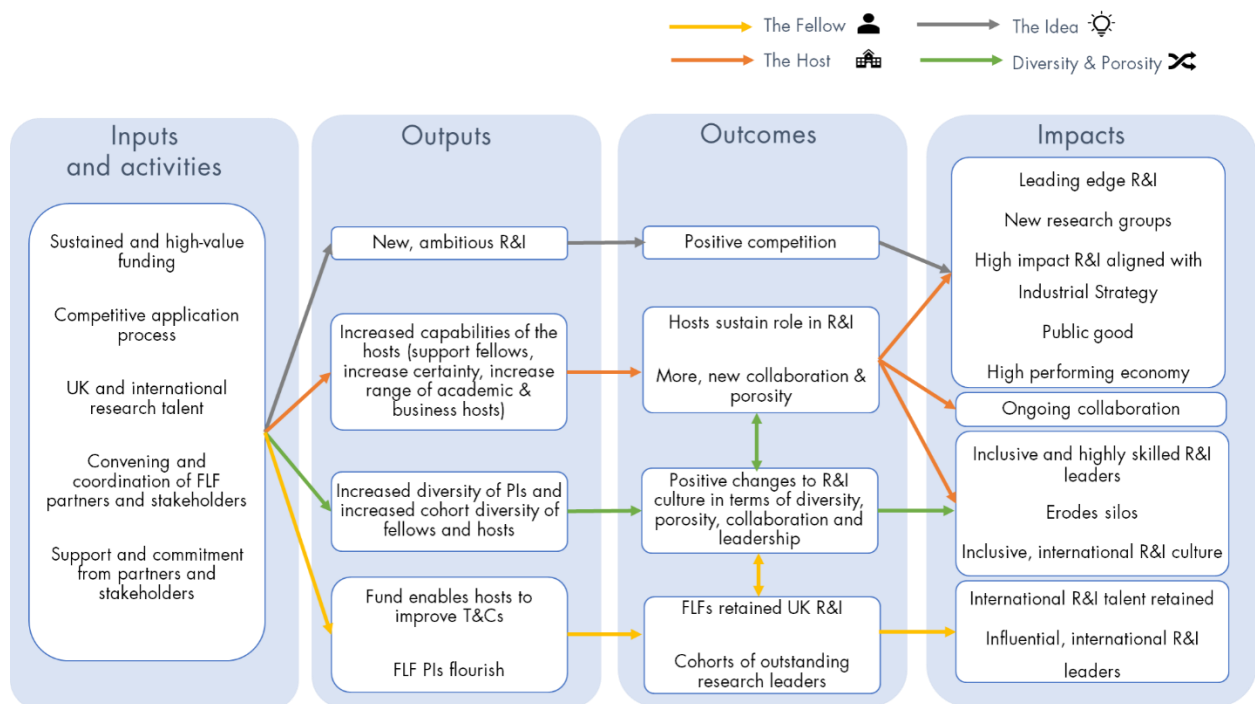 The Fellow
The Idea
The Host
Diversity & Porosity
Inputs
and activities
Sustained and high-value
funding
Competitive application
process
UK and international
research talent
Convening and
coordination of FLF
partners and stakeholders
Support and commitment
from partners and
stakeholders
Outputs
New, ambitious R&I
Increased capabilities of the
hosts (support fellows,
increase certainty, increase
range of academic &
business hosts)
Increased diversity of PIs and
increased cohort diversity of
fellows and hosts
Fund enables hosts to
improve T&Cs
FLF PIs flourish
Outcomes
Positive competition
Hosts sustain role in R&I
More, new collaboration &
porosity
Positive changes to R&I
culture in terms of diversity,
porosity, collaboration and
leadership
FLFs retained UK R&I
Cohorts of outstanding
research leaders
Impacts
Leading edge R&I
New research groups
High impact R&I aligned with
Industrial Strategy
Public good
High performing economy
Ongoing collaboration
Inclusive and highly skilled R&I
leaders
Erodes silos
Inclusive, international R&I culture
International R&I talent retained
Influential, international R&I
leaders